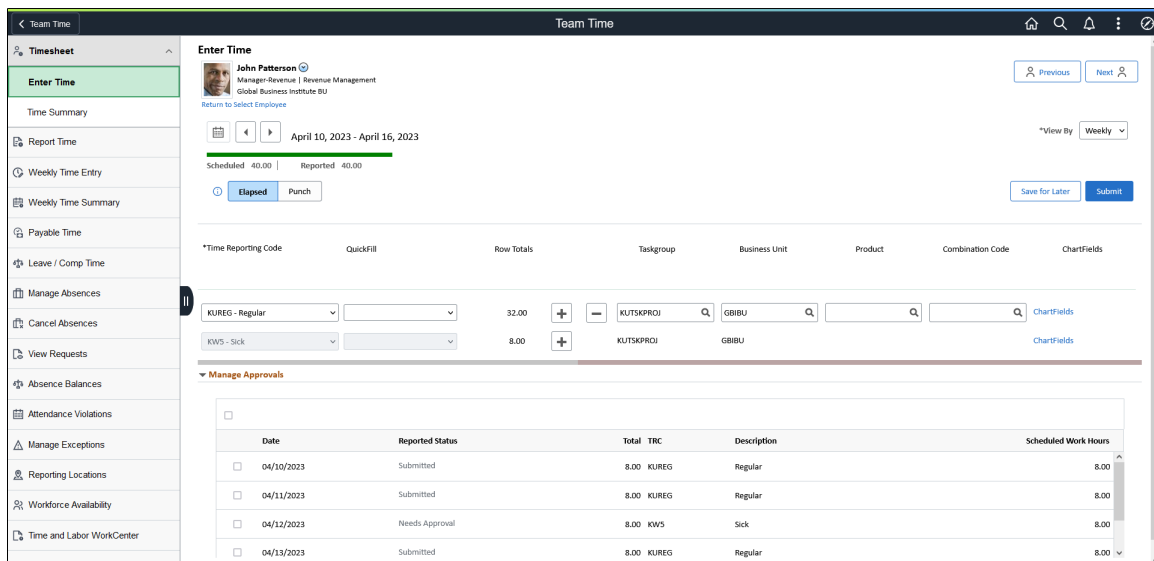 Team Time
Team Time
Timesheet
Enter Time
Time Summary
Report Time
Weekly Time Entry
Weekly Time Summary
Payable Time
Leave / Comp Time
Manage Absences
Cancel Absences
View Requests
Absence Balances
Attendance Violations
Manage Exceptions
Reporting Locations
Workforce Availability
Time and Labor WorkCenter
Enter Time
John Patterson
Manager-Revenue | Revenue Management
Global Business Institute BU
Return to Select Employee
Previous Next
April 10, 2023 - April 16, 2023
*View By Weekly
Scheduled 40.00 | Reported 40.00
Elapsed Punch
Save for Later Submit
*Time Reporting Code QuickFill Row Totals Taskgroup Business Unit Product Combination Code ChartFields
KUREG - Regular 32.00 + − KUTSKPROJ GBIBU ChartFields
KW5 - Sick 8.00 + KUTSKPROJ GBIBU ChartFields
Manage Approvals
Date Reported Status Total TRC Description Scheduled Work Hours
04/10/2023 Submitted 8.00 KUREG Regular 8.00
04/11/2023 Submitted 8.00 KUREG Regular 8.00
04/12/2023 Needs Approval 8.00 KW5 Sick 8.00
04/13/2023 Submitted 8.00 KUREG Regular 8.00